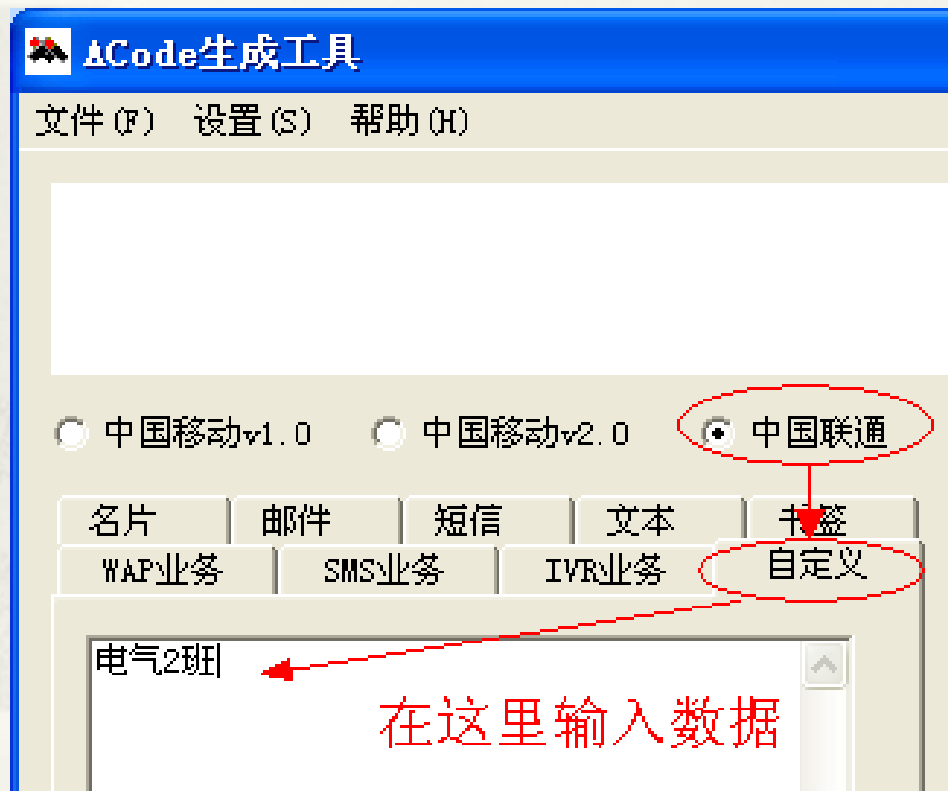 ACode生成工具
文件(F) 设置(S) 帮助(H)
中国移动v1.0 中国移动v2.0 中国联通
名片 邮件 短信 文本 书签
WAP业务 SMS业务 IVR业务 自定义
电气2班
在这里输入数据